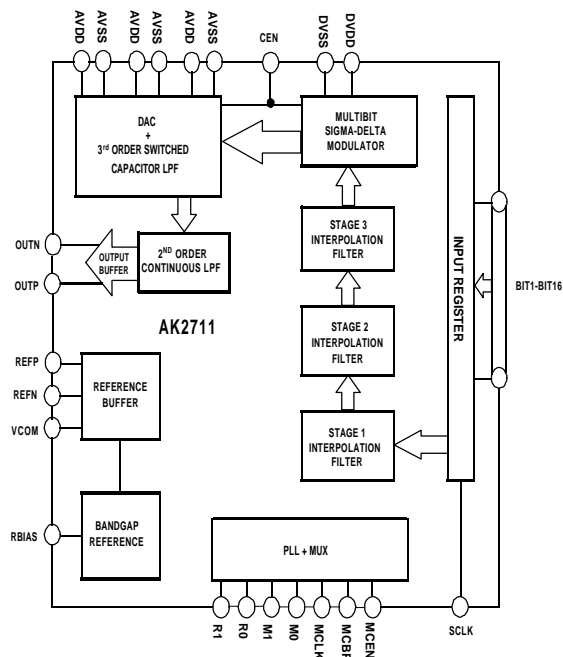 AVDD
AVSS
AVDD
AVSS
AVDD
AVSS
CEN
DVSS
DVDD
DAC
+
3rd ORDER SWITCHED
CAPACITOR LPF
MULTIBIT
SIGMA-DELTA
MODULATOR
OUTN
OUTP
OUTPUT
BUFFER
2ND ORDER
CONTINUOUS LPF
STAGE 3
INTERPOLATION
FILTER
INPUT REGISTER
BIT1-BIT16
AK2711
STAGE 2
INTERPOLATION
FILTER
REFP
REFN
VCOM
REFERENCE
BUFFER
STAGE 1
INTERPOLATION
FILTER
RBIAS
BANDGAP
REFERENCE
PLL + MUX
R1
R0
M1
M0
MCLK
MCBP
MCEN
SCLK